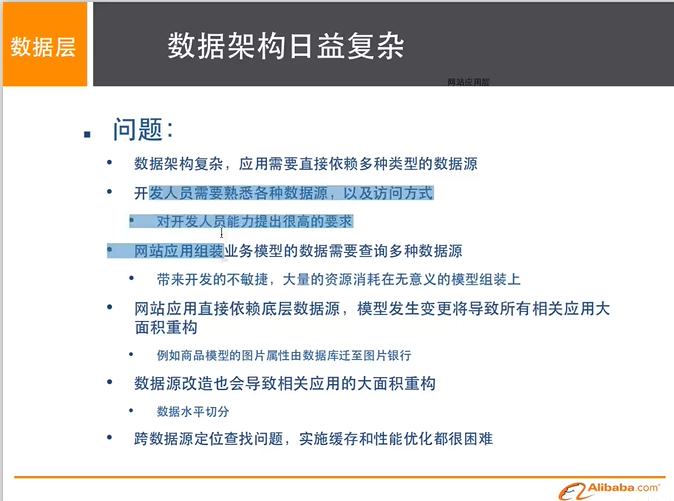 数据层
数据架构日益复杂
网站应用层
问题：
数据架构复杂，应用需要直接依赖多种类型的数据源
开发人员需要熟悉各种数据源，以及访问方式
对开发人员能力提出很高的要求
网站应用组装业务模型的数据需要查询多种数据源
带来开发的不敏捷，大量的资源消耗在无意义的模型组装上
网站应用直接依赖底层数据源，模型发生变更将导致所有相关应用大
面积重构
例如商品模型的图片属性由数据库迁至图片银行
数据源改造也会导致相关应用的大面积重构
数据水平切分
跨数据源定位查找问题，实施缓存和性能优化都很困难
Alibaba.com